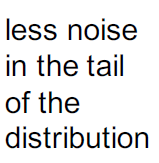 less noise
in the tail
of the
distribution